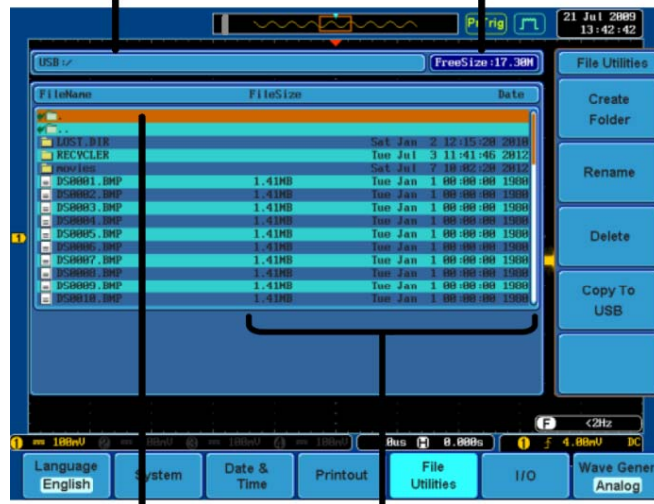 PrTrig
21 Jul 2009
13:42:42
USB:/
FreeSize:17.30M
File Utilities
FileName FileSize Date
.
..
LOST.DIR Sat Jan 2 12:15:20 2010
RECYCLER Tue Jul 3 11:41:46 2012
movies Sat Jul 7 10:02:20 2012
DS0001.BMP 1.41MB Tue Jan 1 00:00:00 1980
DS0002.BMP 1.41MB Tue Jan 1 00:00:00 1980
DS0003.BMP 1.41MB Tue Jan 1 00:00:00 1980
DS0004.BMP 1.41MB Tue Jan 1 00:00:00 1980
DS0005.BMP 1.41MB Tue Jan 1 00:00:00 1980
DS0006.BMP 1.41MB Tue Jan 1 00:00:00 1980
DS0007.BMP 1.41MB Tue Jan 1 00:00:00 1980
DS0008.BMP 1.41MB Tue Jan 1 00:00:00 1980
DS0009.BMP 1.41MB Tue Jan 1 00:00:00 1980
DS0010.BMP 1.41MB Tue Jan 1 00:00:00 1980
Create
Folder
Rename
Delete
Copy To
USB
1
F <2Hz
1 100mV 2 3 100mV 4 100mV 0us H 0.000s 1 4.00mV DC
Language
English
System
Date &
Time
Printout
File
Utilities
I/O
Wave Gener
Analog